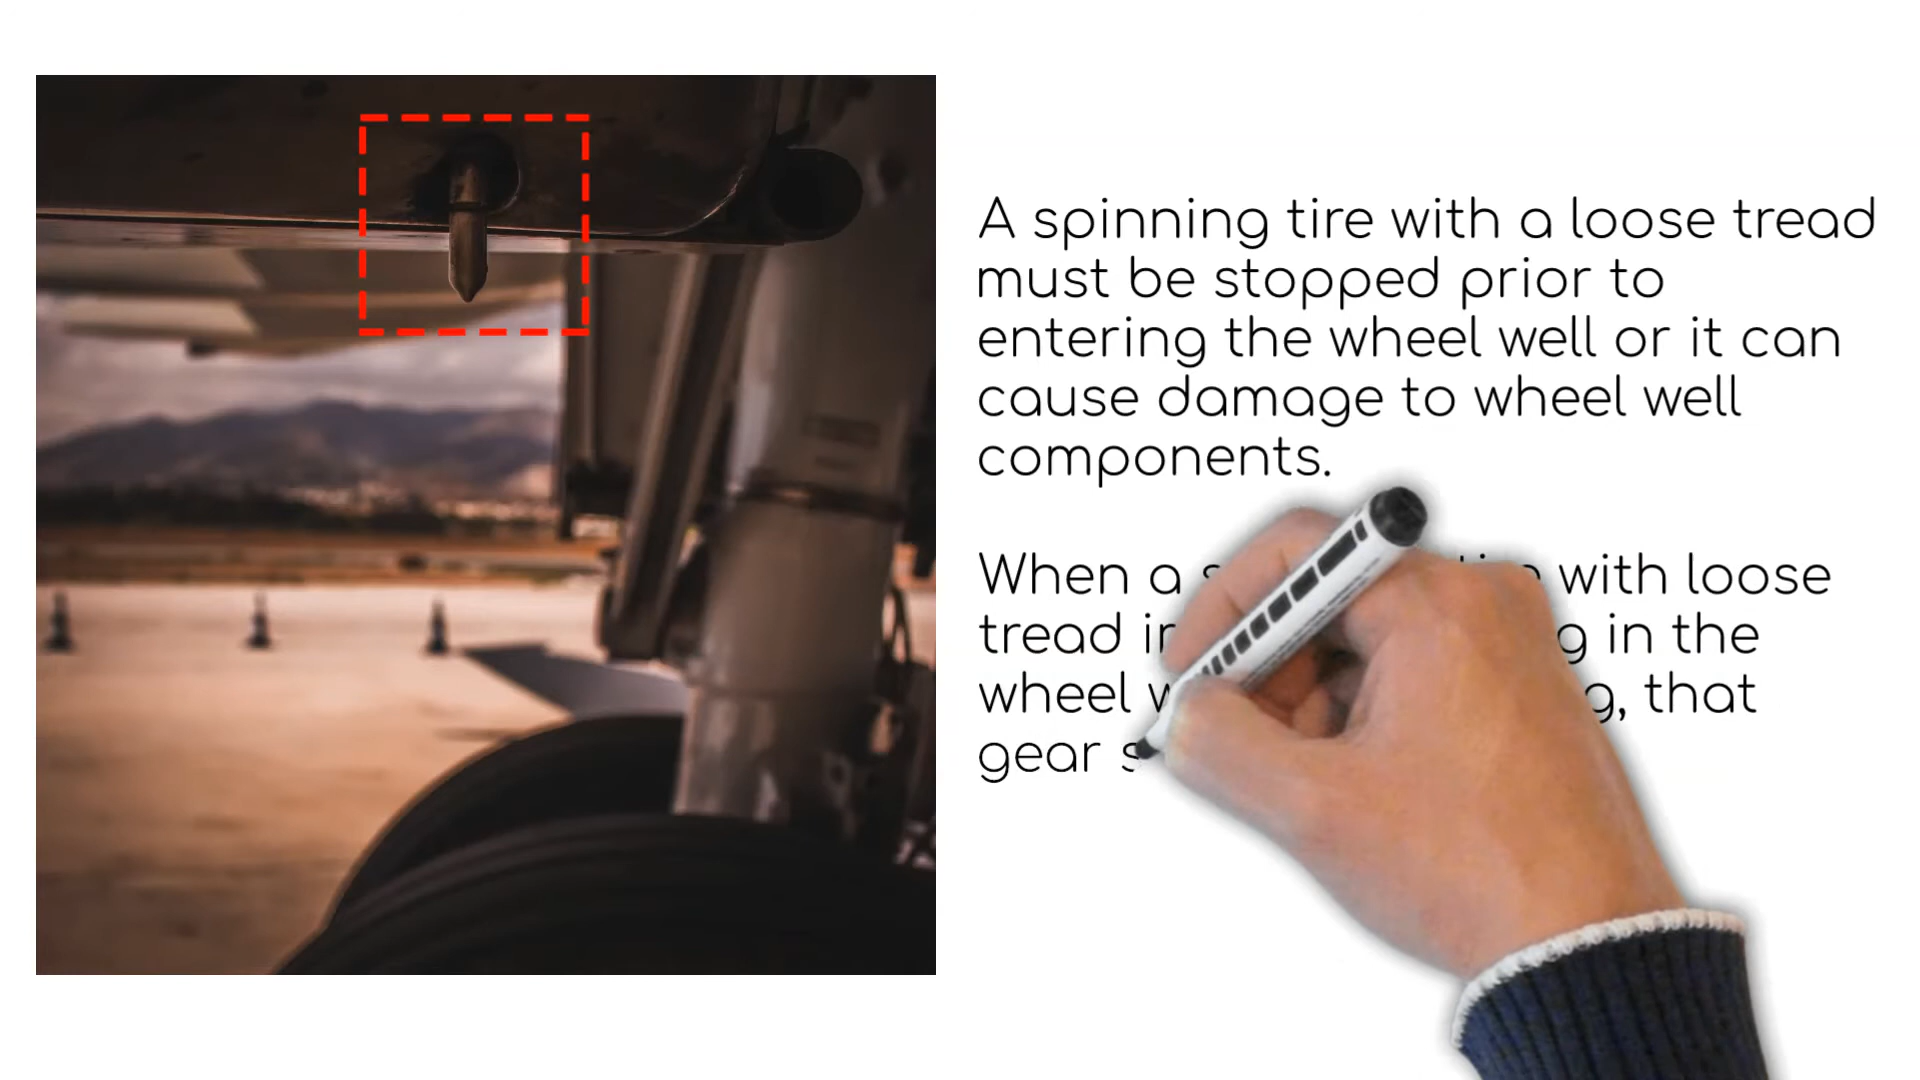 A spinning tire with a loose tread
must be stopped prior to
entering the wheel well or it can
cause damage to wheel well
components.
When a with loose
tread in the
wheel that
gear